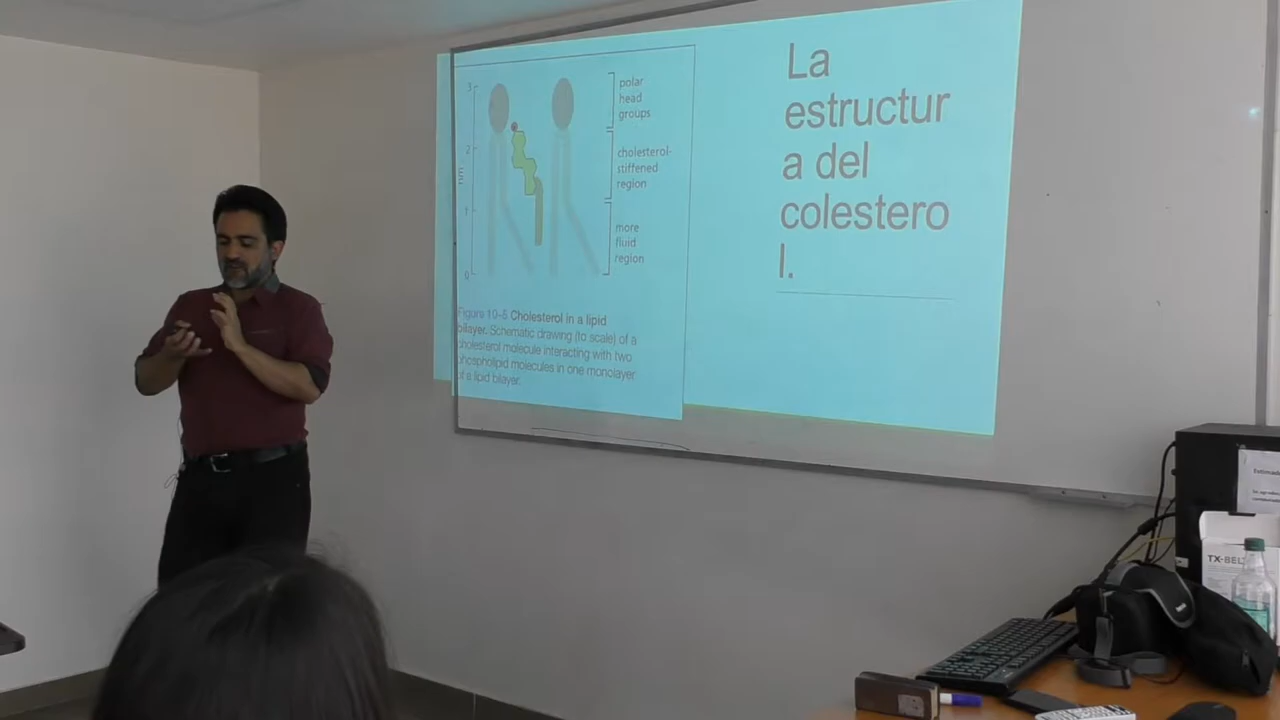 3
2
1
0
nm
polar
head
groups
cholesterol-
stiffened
region
more
fluid
region
Figure 10–8 Cholesterol in a lipid
bilayer. Schematic drawing (to scale) of a
cholesterol molecule interacting with two
phospholipid molecules in one monolayer
of a lipid bilayer.
La
estructur
a del
colestero
l.
TX-BEL